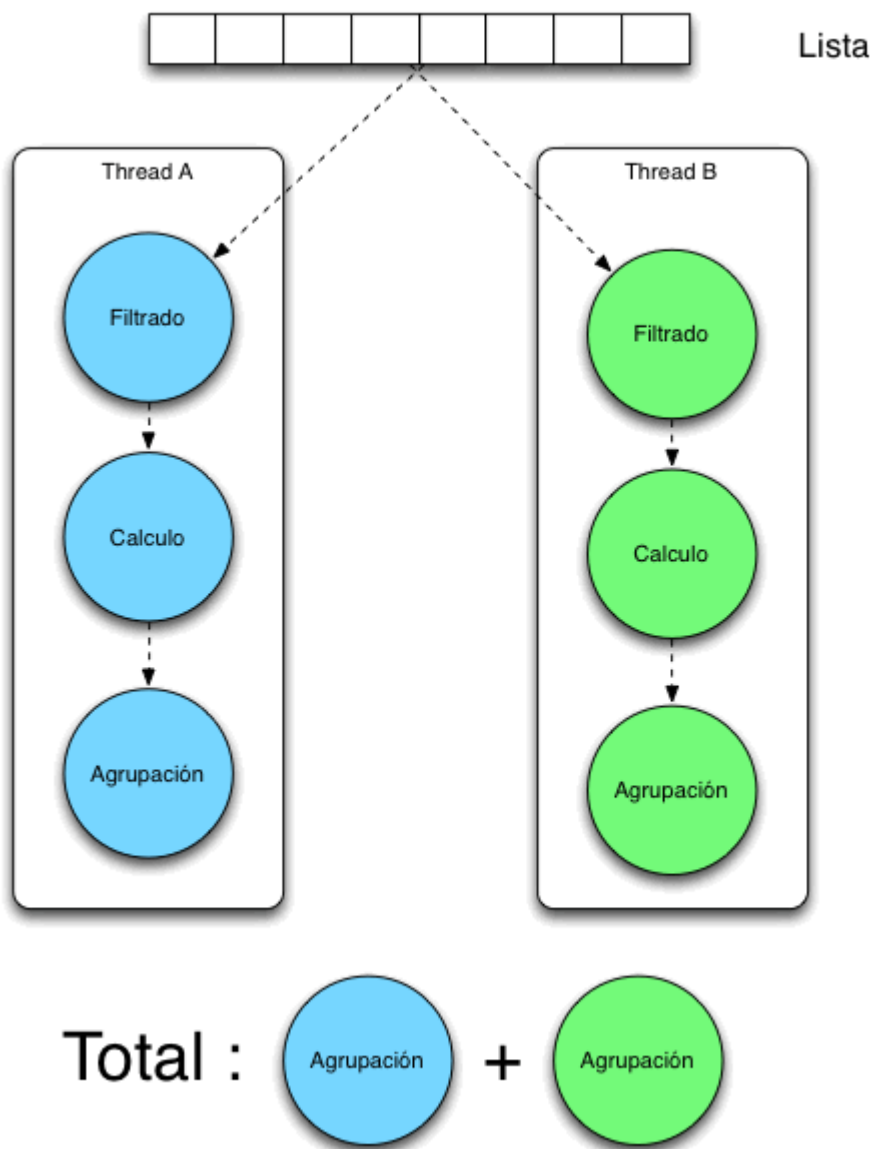 Lista
Thread A
Thread B
Filtrado
Filtrado
Calculo
Calculo
Agrupación
Agrupación
Total : Agrupación + Agrupación